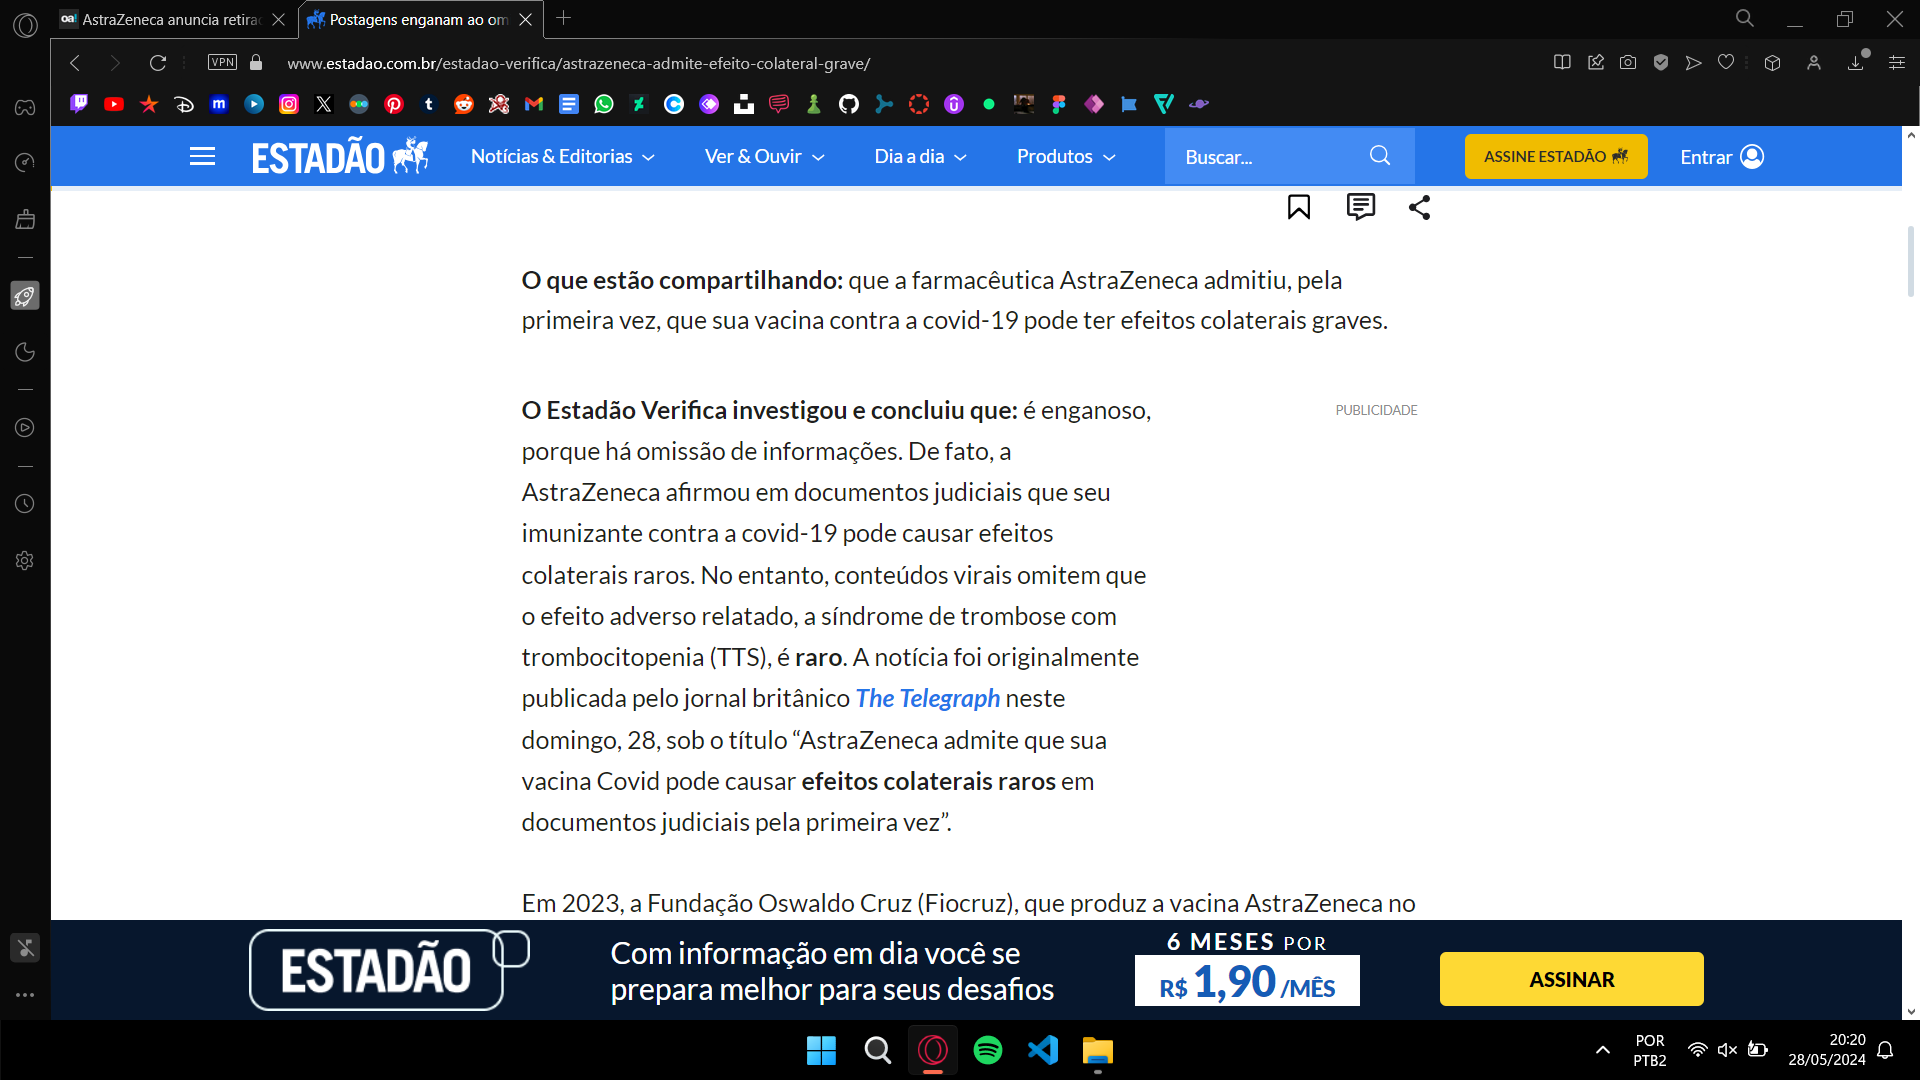 AstraZeneca anuncia retirac
Postagens enganam ao om
VPN
www.estadao.com.br/estadao-verifica/astrazeneca-admite-efeito-colateral-grave/
ESTADÃO
Notícias & Editorias
Ver & Ouvir
Dia a dia
Produtos
Buscar...
ASSINE ESTADÃO
Entrar
O que estão compartilhando: que a farmacêutica AstraZeneca admitiu, pela
primeira vez, que sua vacina contra a covid-19 pode ter efeitos colaterais graves.
O Estadão Verifica investigou e concluiu que: é enganoso,
PUBLICIDADE
porque há omissão de informações. De fato, a
AstraZeneca afirmou em documentos judiciais que seu
imunizante contra a covid-19 pode causar efeitos
colaterais raros. No entanto, conteúdos virais omitem que
o efeito adverso relatado, a síndrome de trombose com
trombocitopenia (TTS), é raro. A notícia foi originalmente
publicada pelo jornal britânico The Telegraph neste
domingo, 28, sob o título “AstraZeneca admite que sua
vacina Covid pode causar efeitos colaterais raros em
documentos judiciais pela primeira vez”.
Em 2023, a Fundação Oswaldo Cruz (Fiocruz), que produz a vacina AstraZeneca no
ESTADÃO
Com informação em dia você se
prepara melhor para seus desafios
6 MESES POR
R$ 1,90 /MÊS
ASSINAR
POR
PTB2
20:20
28/05/2024